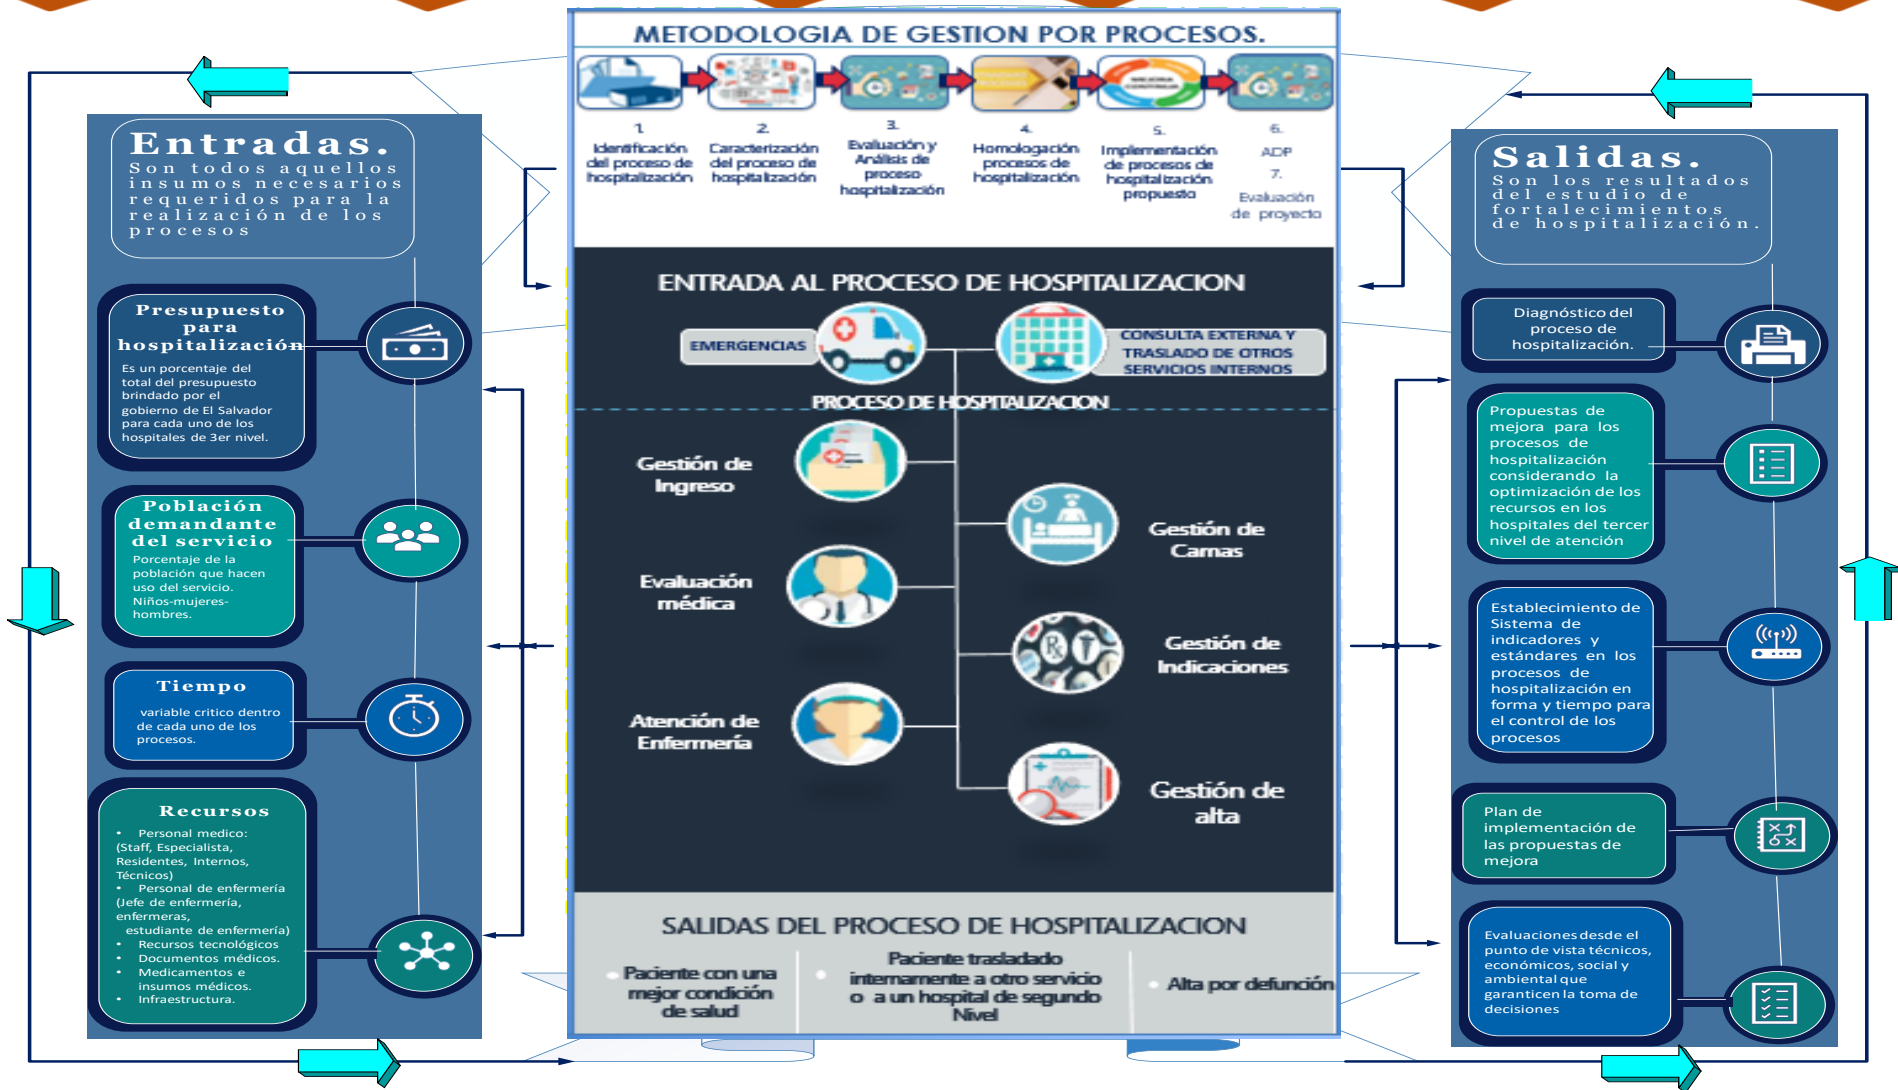 METODOLOGIA DE GESTION POR PROCESOS.
1.
Identificación
del proceso de
hospitalización
2.
Caracterización
del proceso de
hospitalización
3.
Evaluación y
Análisis de
proceso
hospitalización
4.
Homologación
procesos de
hospitalización
5.
Implementación
de procesos de
hospitalización
propuesto
6.
ADP
7.
Evaluación
de proyecto
Entradas.
Son todos aquellos
insumos necesarios
requeridos para la
realización de los
procesos
Presupuesto
para
hospitalización
Es un porcentaje del
total del presupuesto
brindado por el
gobierno de El Salvador
para cada uno de los
hospitales de 3er nivel.
Población
demandante
del servicio
Porcentaje de la
población que hacen
uso del servicio.
Niños-mujeres-
hombres.
Tiempo
variable critico dentro
de cada uno de los
procesos.
Recursos
• Personal medico:
(Staff, Especialista,
Residentes, Internos,
Técnicos)
• Personal de enfermería
(Jefe de enfermería,
enfermeras,
estudiante de enfermería)
• Recursos tecnológicos
• Documentos médicos.
• Medicamentos e
insumos médicos.
• Infraestructura.
ENTRADA AL PROCESO DE HOSPITALIZACION
EMERGENCIAS
CONSULTA EXTERNA Y
TRASLADO DE OTROS
SERVICIOS INTERNOS
PROCESO DE HOSPITALIZACION
Gestión de
Ingreso
Gestión de
Camas
Evaluación
médica
Gestión de
Indicaciones
Atención de
Enfermería
Gestión de
alta
SALIDAS DEL PROCESO DE HOSPITALIZACION
Paciente con una
mejor condición
de salud
Paciente trasladado
internamente a otro servicio
o a un hospital de segundo
Nivel
Alta por defunción
Salidas.
Son los resultados
del estudio de
fortalecimientos
de hospitalización.
Diagnóstico del
proceso de
hospitalización.
Propuestas de
mejora para los
procesos de
hospitalización
considerando la
optimización de los
recursos en los
hospitales del tercer
nivel de atención
Establecimiento de
Sistema de
indicadores y
estándares en los
procesos de
hospitalización en
forma y tiempo para
el control de los
procesos
Plan de
implementación de
las propuestas de
mejora
Evaluaciones desde el
punto de vista técnicos,
económicos, social y
ambiental que
garanticen la toma de
decisiones